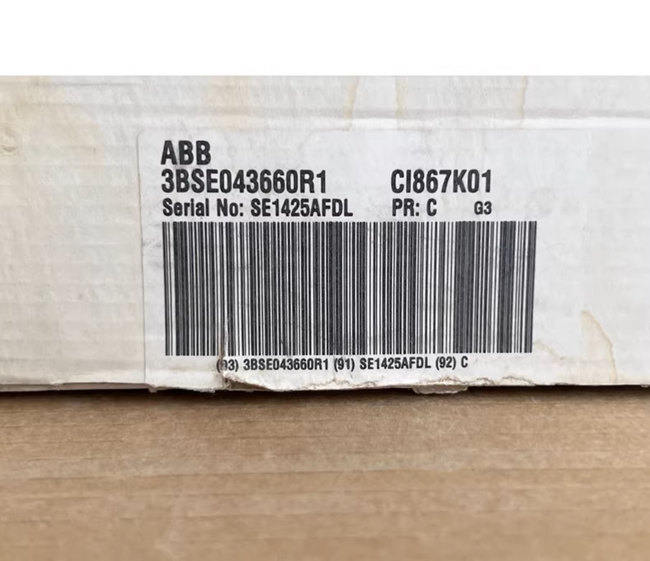 ABB
3BSE043660R1 CI867K01
Serial No: SE1425AFDL PR: C G3
(93) 3BSE043660R1 (91) SE1425AFDL (92) C